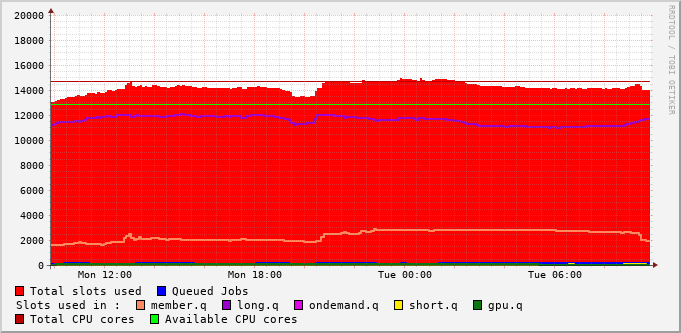 20000
18000
16000
14000
12000
10000
8000
6000
4000
2000
0
Mon 12:00 Mon 18:00 Tue 00:00 Tue 06:00
RRDTOOL / TOBI OETIKER
Total slots used Queued Jobs
Slots used in : member.q long.q ondemand.q short.q gpu.q
Total CPU cores Available CPU cores